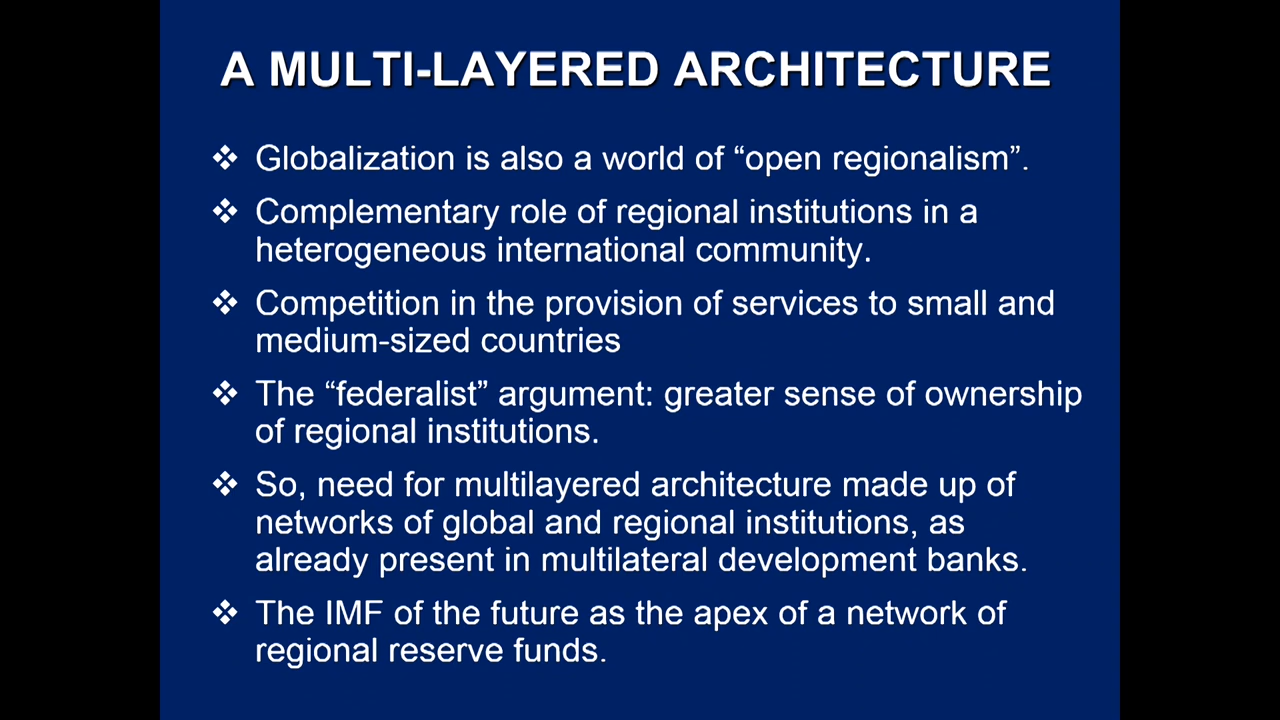 A MULTI-LAYERED ARCHITECTURE
❖ Globalization is also a world of “open regionalism”.
❖ Complementary role of regional institutions in a
heterogeneous international community.
❖ Competition in the provision of services to small and
medium-sized countries
❖ The “federalist” argument: greater sense of ownership
of regional institutions.
❖ So, need for multilayered architecture made up of
networks of global and regional institutions, as
already present in multilateral development banks.
❖ The IMF of the future as the apex of a network of
regional reserve funds.